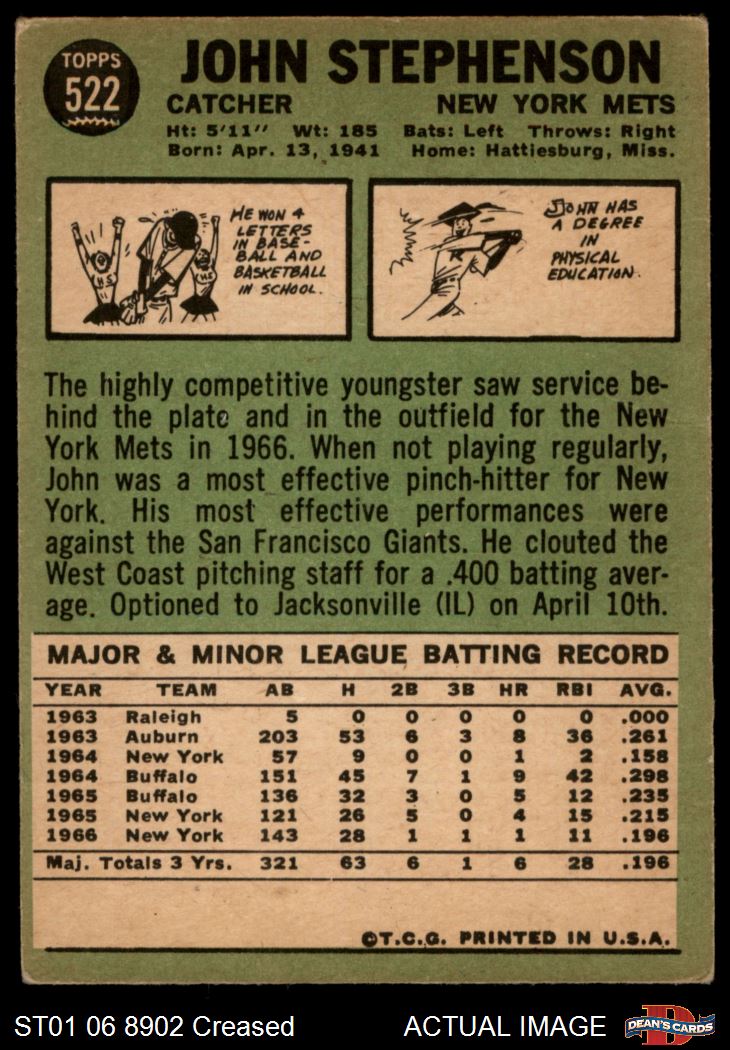 TOPPS
522
JOHN STEPHENSON
CATCHER NEW YORK METS
Ht: 5'11" Wt: 185 Bats: Left Throws: Right
Born: Apr. 13, 1941 Home: Hattiesburg, Miss.
HE WON 4
LETTERS
IN BASE-
BALL AND
BASKETBALL
IN SCHOOL.
H.S.
H.S.
JOHN HAS
A DEGREE
IN
PHYSICAL
EDUCATION.
The highly competitive youngster saw service be-
hind the plate and in the outfield for the New
York Mets in 1966. When not playing regularly,
John was a most effective pinch-hitter for New
York. His most effective performances were
against the San Francisco Giants. He clouted the
West Coast pitching staff for a .400 batting aver-
age. Optioned to Jacksonville (IL) on April 10th.
MAJOR & MINOR LEAGUE BATTING RECORD
YEAR TEAM AB H 2B 3B HR RBI AVG.
1963 Raleigh 5 0 0 0 0 0 .000
1963 Auburn 203 53 6 3 8 36 .261
1964 New York 57 9 0 0 1 2 .158
1964 Buffalo 151 45 7 1 9 42 .298
1965 Buffalo 136 32 3 0 5 12 .235
1965 New York 121 26 5 0 4 15 .215
1966 New York 143 28 1 1 1 11 .196
Maj. Totals 3 Yrs. 321 63 6 1 6 28 .196
©T.C.G. PRINTED IN U.S.A.
ST01 06 8902 Creased ACTUAL IMAGE
DEAN'S CARDS